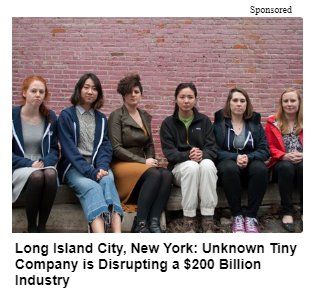 Sponsored
Long Island City, New York: Unknown Tiny
Company is Disrupting a $200 Billion
Industry